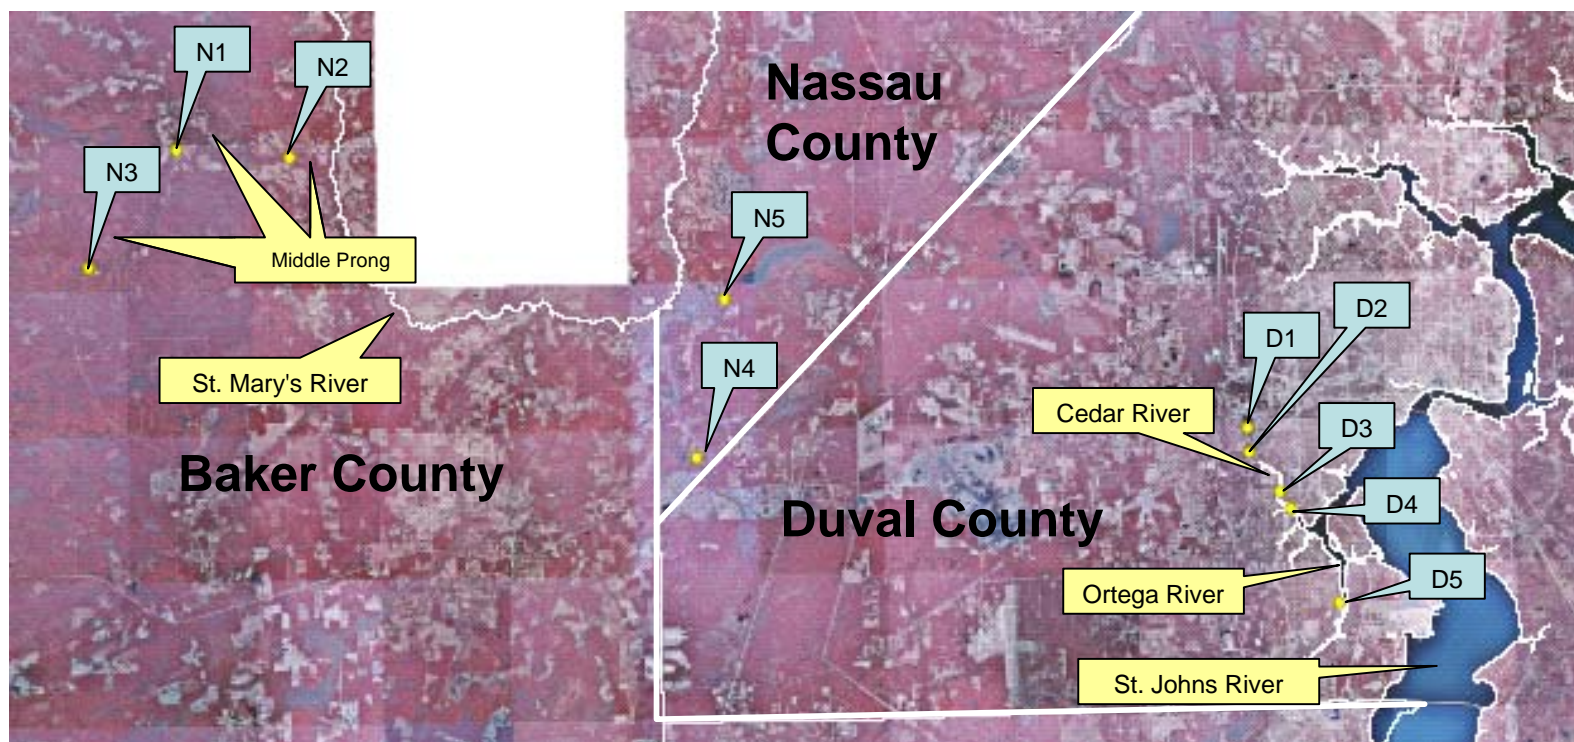 N1
N2
Nassau
County
N3
N5
Middle Prong
D2
D1
N4
St. Mary's River
Cedar River
D3
Baker County
D4
Duval County
D5
Ortega River
St. Johns River